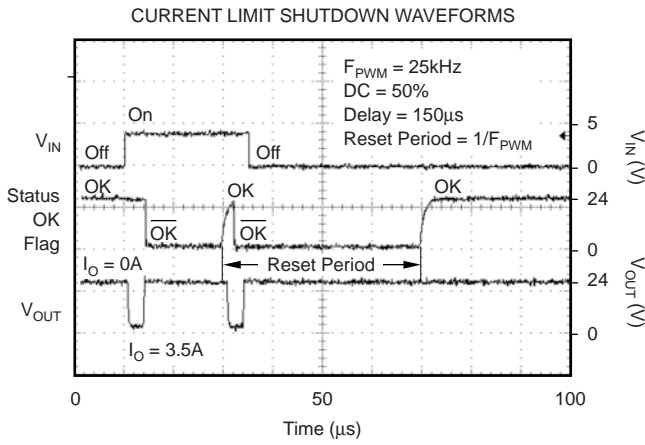 CURRENT LIMIT SHUTDOWN WAVEFORMS
F_PWM = 25kHz
DC = 50%
Delay = 150μs
Reset Period = 1/F_PWM
On
V_IN
Off
Off
5
0
V_IN (V)
Status
OK
Flag
OK
OK
OK
24
O̅K̅
O̅K̅
0
I_O = 0A
Reset Period
V_OUT
24
0
V_OUT (V)
I_O = 3.5A
0
50
100
Time (μs)